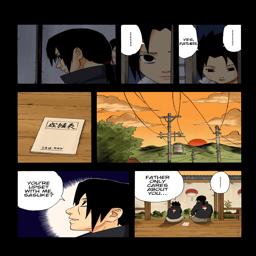 ..........
YES,
FATHER.
..........
YOU'RE
UPSET
WITH ME,
SASUKE?
FATHER
ONLY
CARES
ABOUT
YOU...
..........